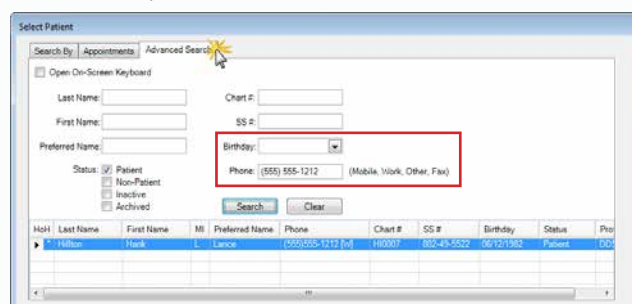 Select Patient
Search By Appointments Advanced Search
Open On-Screen Keyboard
Last Name: Chart #:
First Name: SS #:
Preferred Name: Birthday:
Status: Patient Phone: (555) 555-1212 (Mobile, Work, Other, Fax)
Non-Patient
Inactive
Archived Search Clear
HoH Last Name First Name MI Preferred Name Phone Chart # SS # Birthday Status Pro
* Hillton Hank L Lance (555)555-1212 [W] HI0007 802-49-5522 06/12/1982 Patient DDS